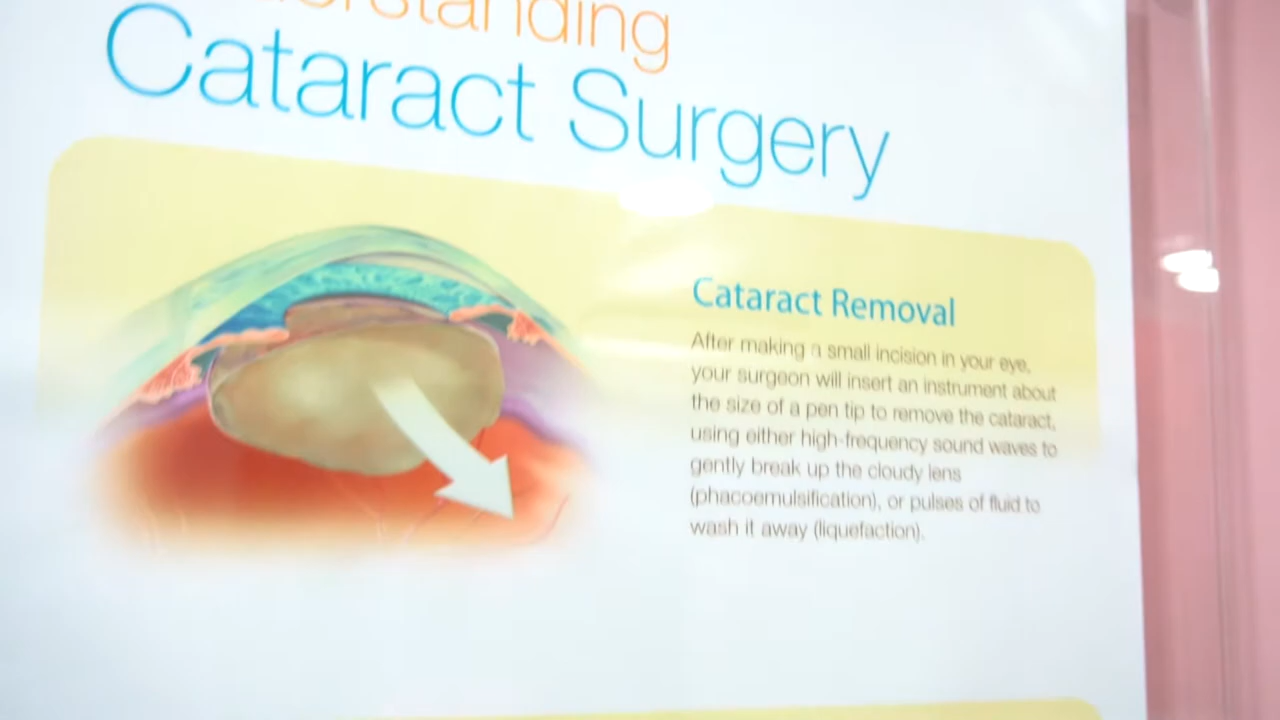 derstanding
Cataract Surgery
Cataract Removal
After making a small incision in your eye,
your surgeon will insert an instrument about
the size of a pen tip to remove the cataract,
using either high-frequency sound waves to
gently break up the cloudy lens
(phacoemulsification), or pulses of fluid to
wash it away (liquefaction).